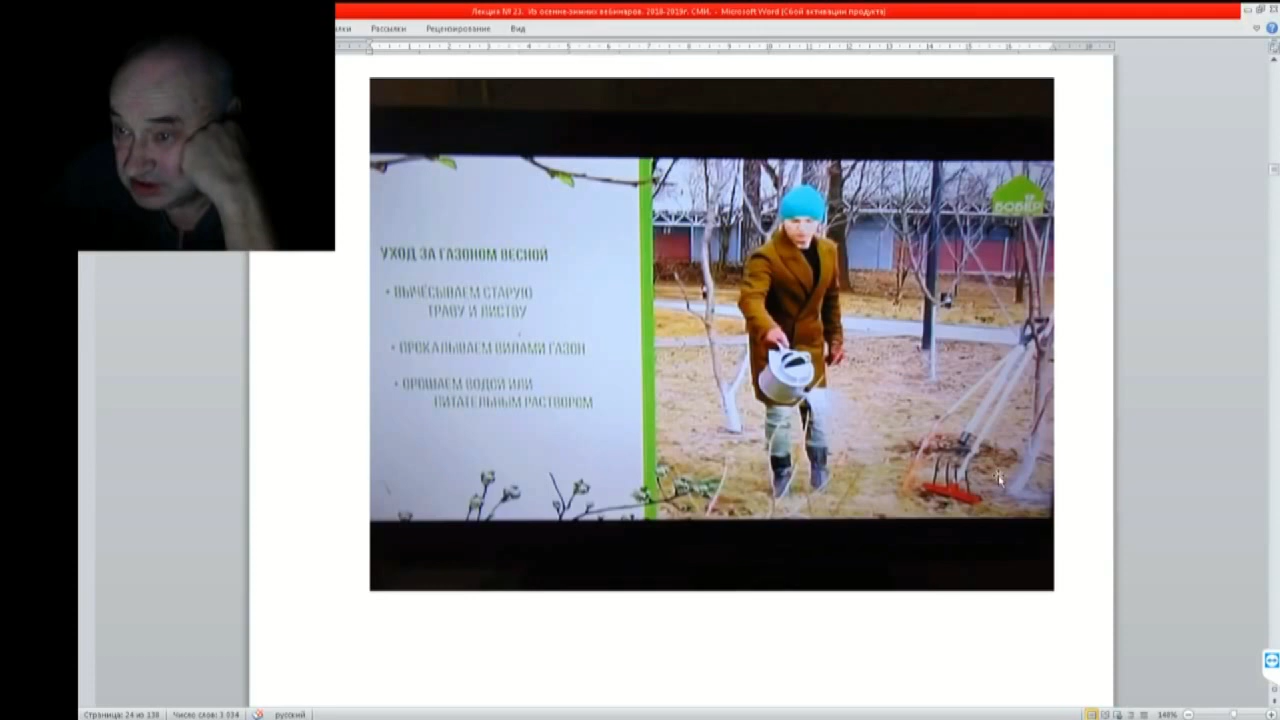 Лекция № 23. Из осенне-зимних вебинаров. 2018-2019г. СМИ. - Microsoft Word (Сбой активации продукта)
Рассылки Рецензирование Вид
БОБЁР
УХОД ЗА ГАЗОНОМ ВЕСНОЙ
• ВЫЧЁСЫВАЕМ СТАРУЮ
ТРАВУ И ЛИСТВУ
• ПРОКАЛЫВАЕМ ВИЛАМИ ГАЗОН
• ОРОШАЕМ ВОДОЙ ИЛИ
ПИТАТЕЛЬНЫМ РАСТВОРОМ
Страница: 24 из 138 Число слов: 3 034 русский 148%